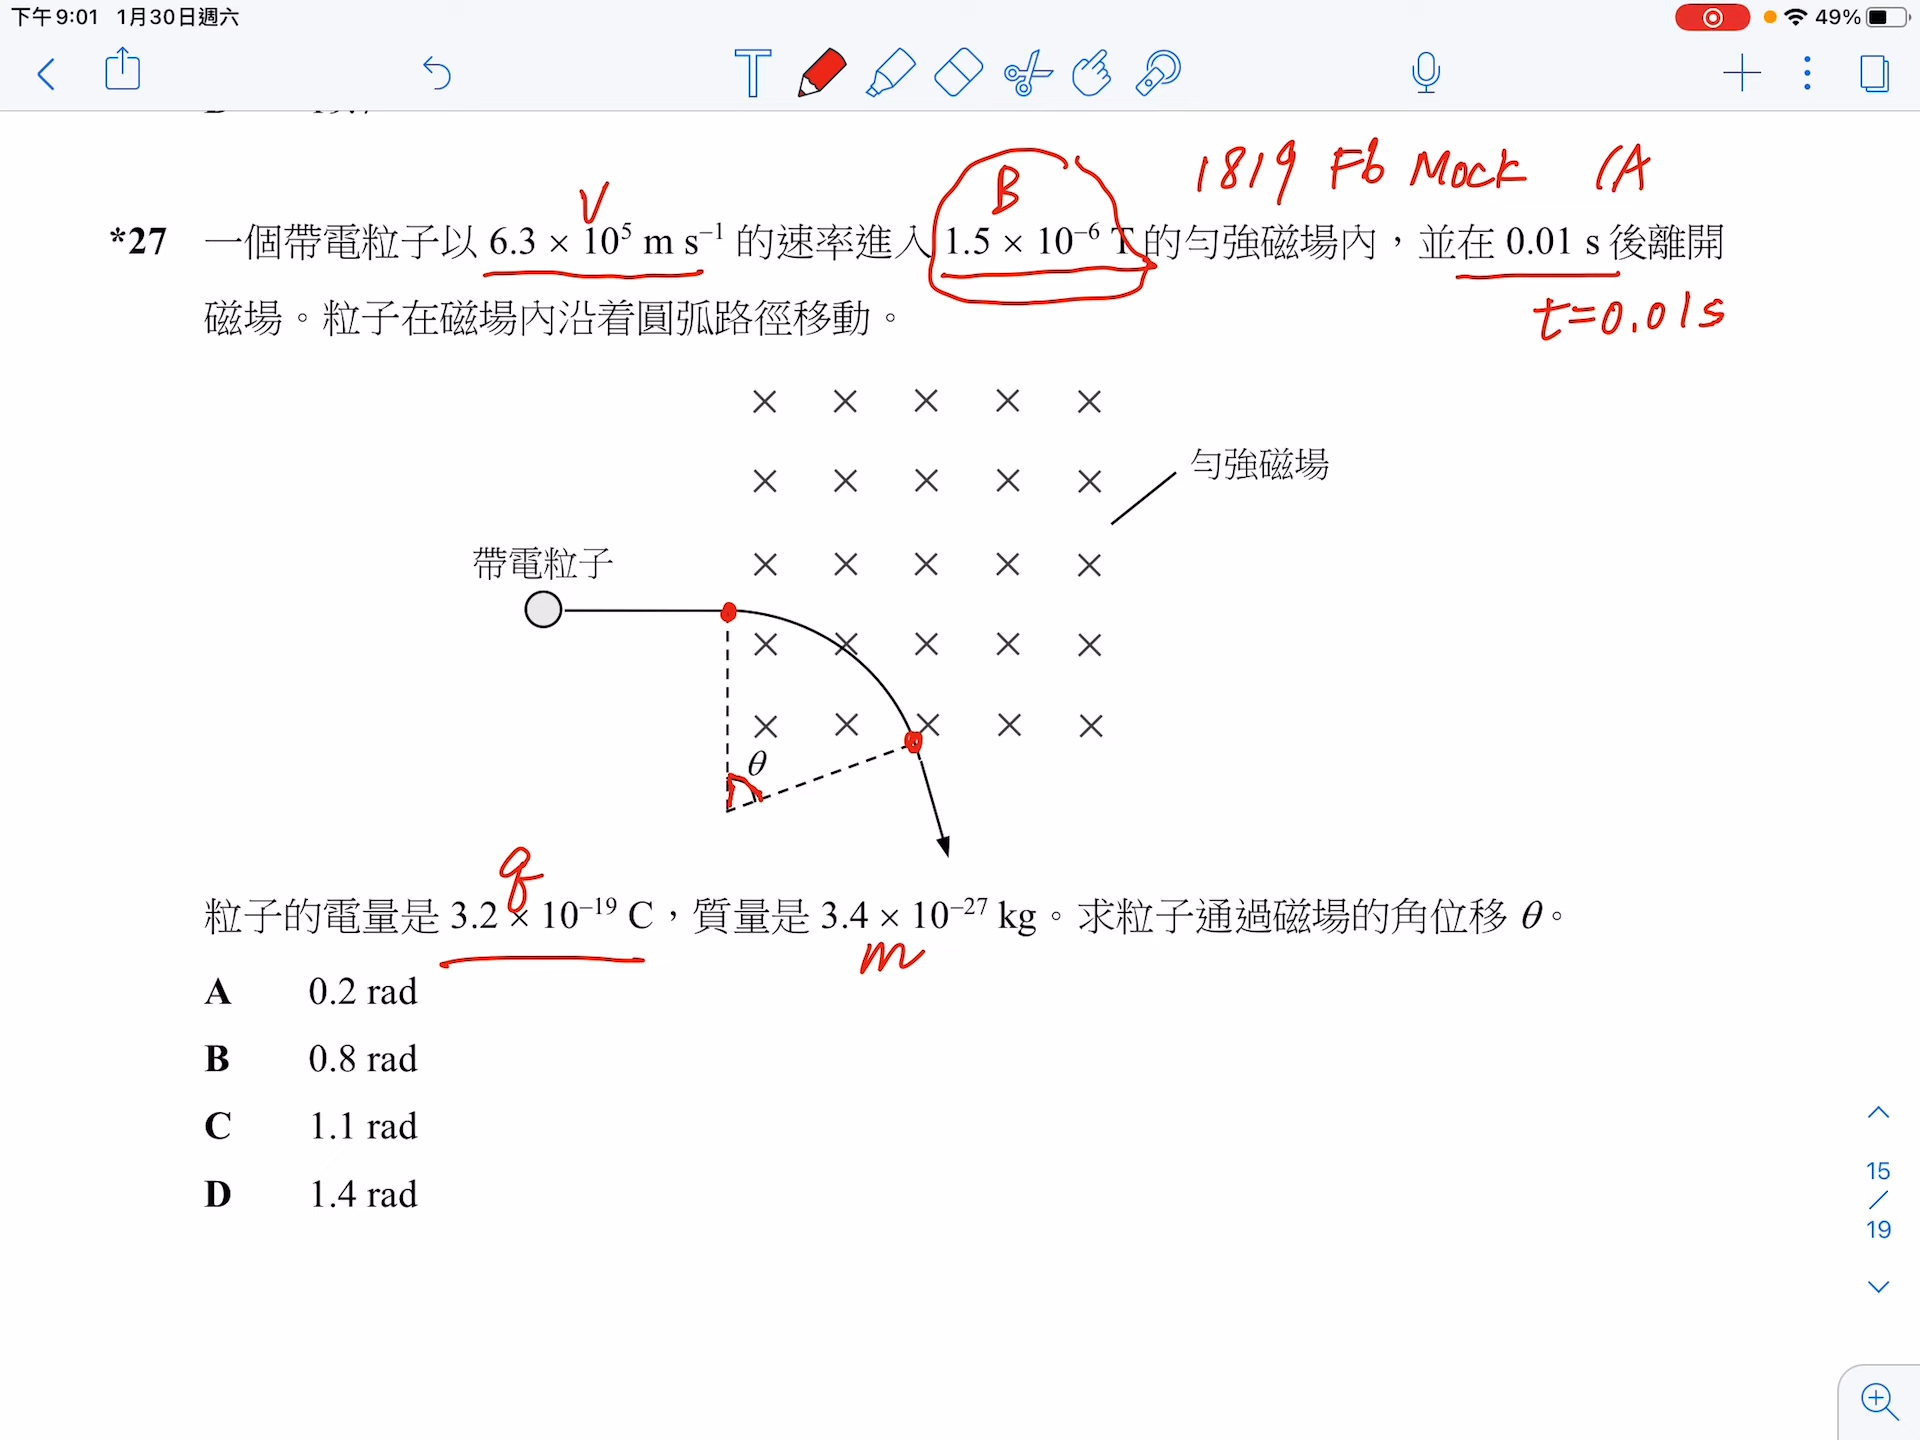 下午9:01 1月30日週六
49%
T
1819 F6 Mock (A
V
B
*27 一個帶電粒子以 6.3 × 10⁵ m s⁻¹ 的速率進入 1.5 × 10⁻⁶ T 的勻強磁場內，並在 0.01 s 後離開
磁場。粒子在磁場內沿着圓弧路徑移動。
t=0.01s
勻強磁場
帶電粒子
θ
q
粒子的電量是 3.2 × 10⁻¹⁹ C，質量是 3.4 × 10⁻²⁷ kg。求粒子通過磁場的角位移 θ。
m
A 0.2 rad
B 0.8 rad
C 1.1 rad
D 1.4 rad
15
/
19